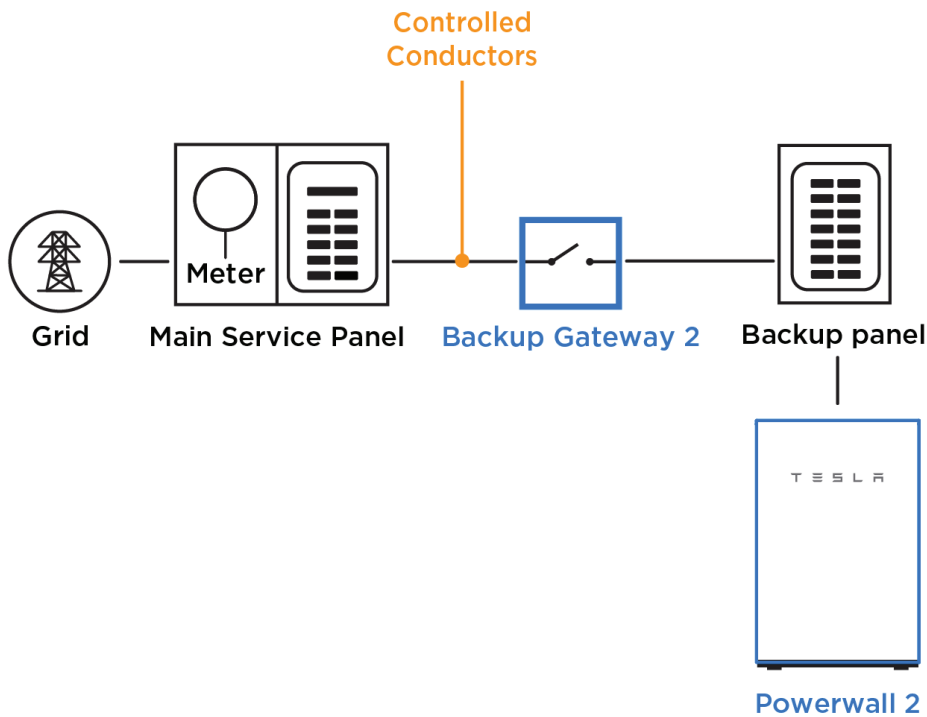 Controlled
Conductors
Meter
Grid
Main Service Panel
Backup Gateway 2
Backup panel
TESLA
Powerwall 2